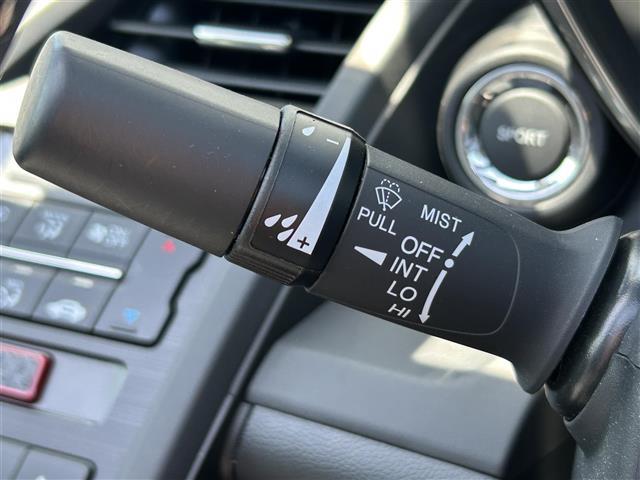 SPORT
PULL
MIST
OFF
INT
LO
HI
- 
+